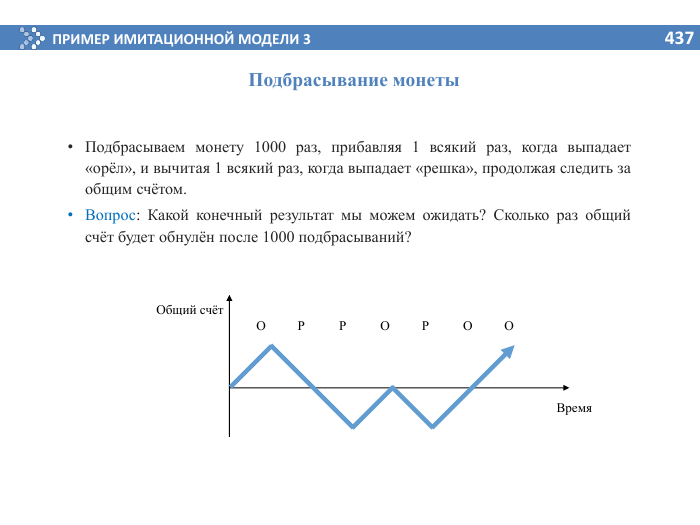 ПРИМЕР ИМИТАЦИОННОЙ МОДЕЛИ 3
437
Подбрасывание монеты
• Подбрасываем монету 1000 раз, прибавляя 1 всякий раз, когда выпадает
«орёл», и вычитая 1 всякий раз, когда выпадает «решка», продолжая следить за
общим счётом.
• Вопрос: Какой конечный результат мы можем ожидать? Сколько раз общий
счёт будет обнулён после 1000 подбрасываний?
Общий счёт
О Р Р О Р О О
Время